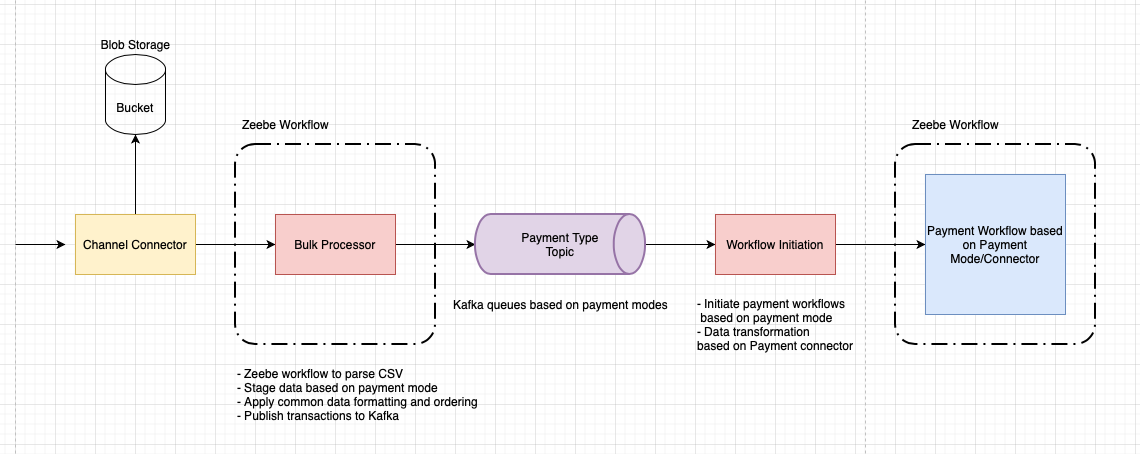 Blob Storage
Bucket
Zeebe Workflow
Zeebe Workflow
Channel Connector
Bulk Processor
Payment Type
Topic
Workflow Initiation
Payment Workflow based
on Payment
Mode/Connector
Kafka queues based on payment modes
- Initiate payment workflows
based on payment mode
- Data transformation
based on Payment connector
- Zeebe workflow to parse CSV
- Stage data based on payment mode
- Apply common data formatting and ordering
- Publish transactions to Kafka